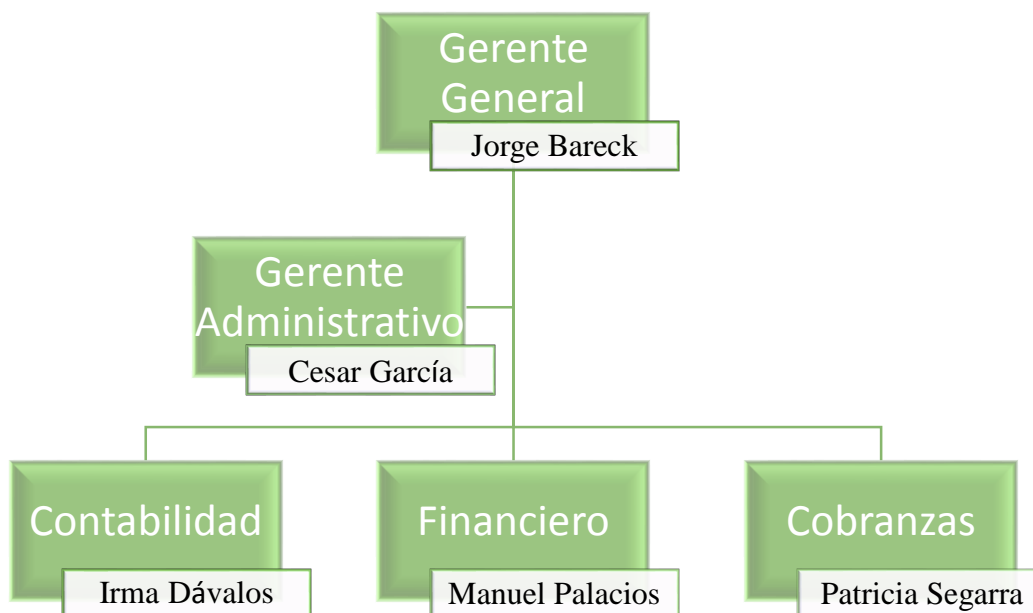 Gerente
General
Jorge Bareck
Gerente
Administrativo
Cesar García
Contabilidad
Irma Dávalos
Financiero
Manuel Palacios
Cobranzas
Patricia Segarra